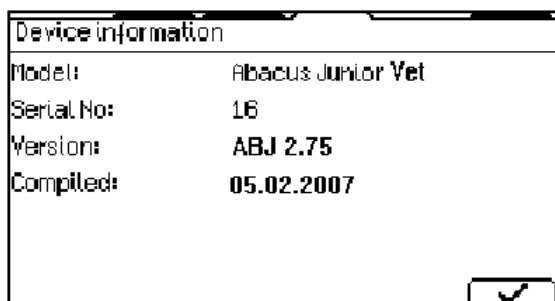 Device information
Model: Abacus Junior Vet
Serial No: 16
Version: ABJ 2.75
Compiled: 05.02.2007